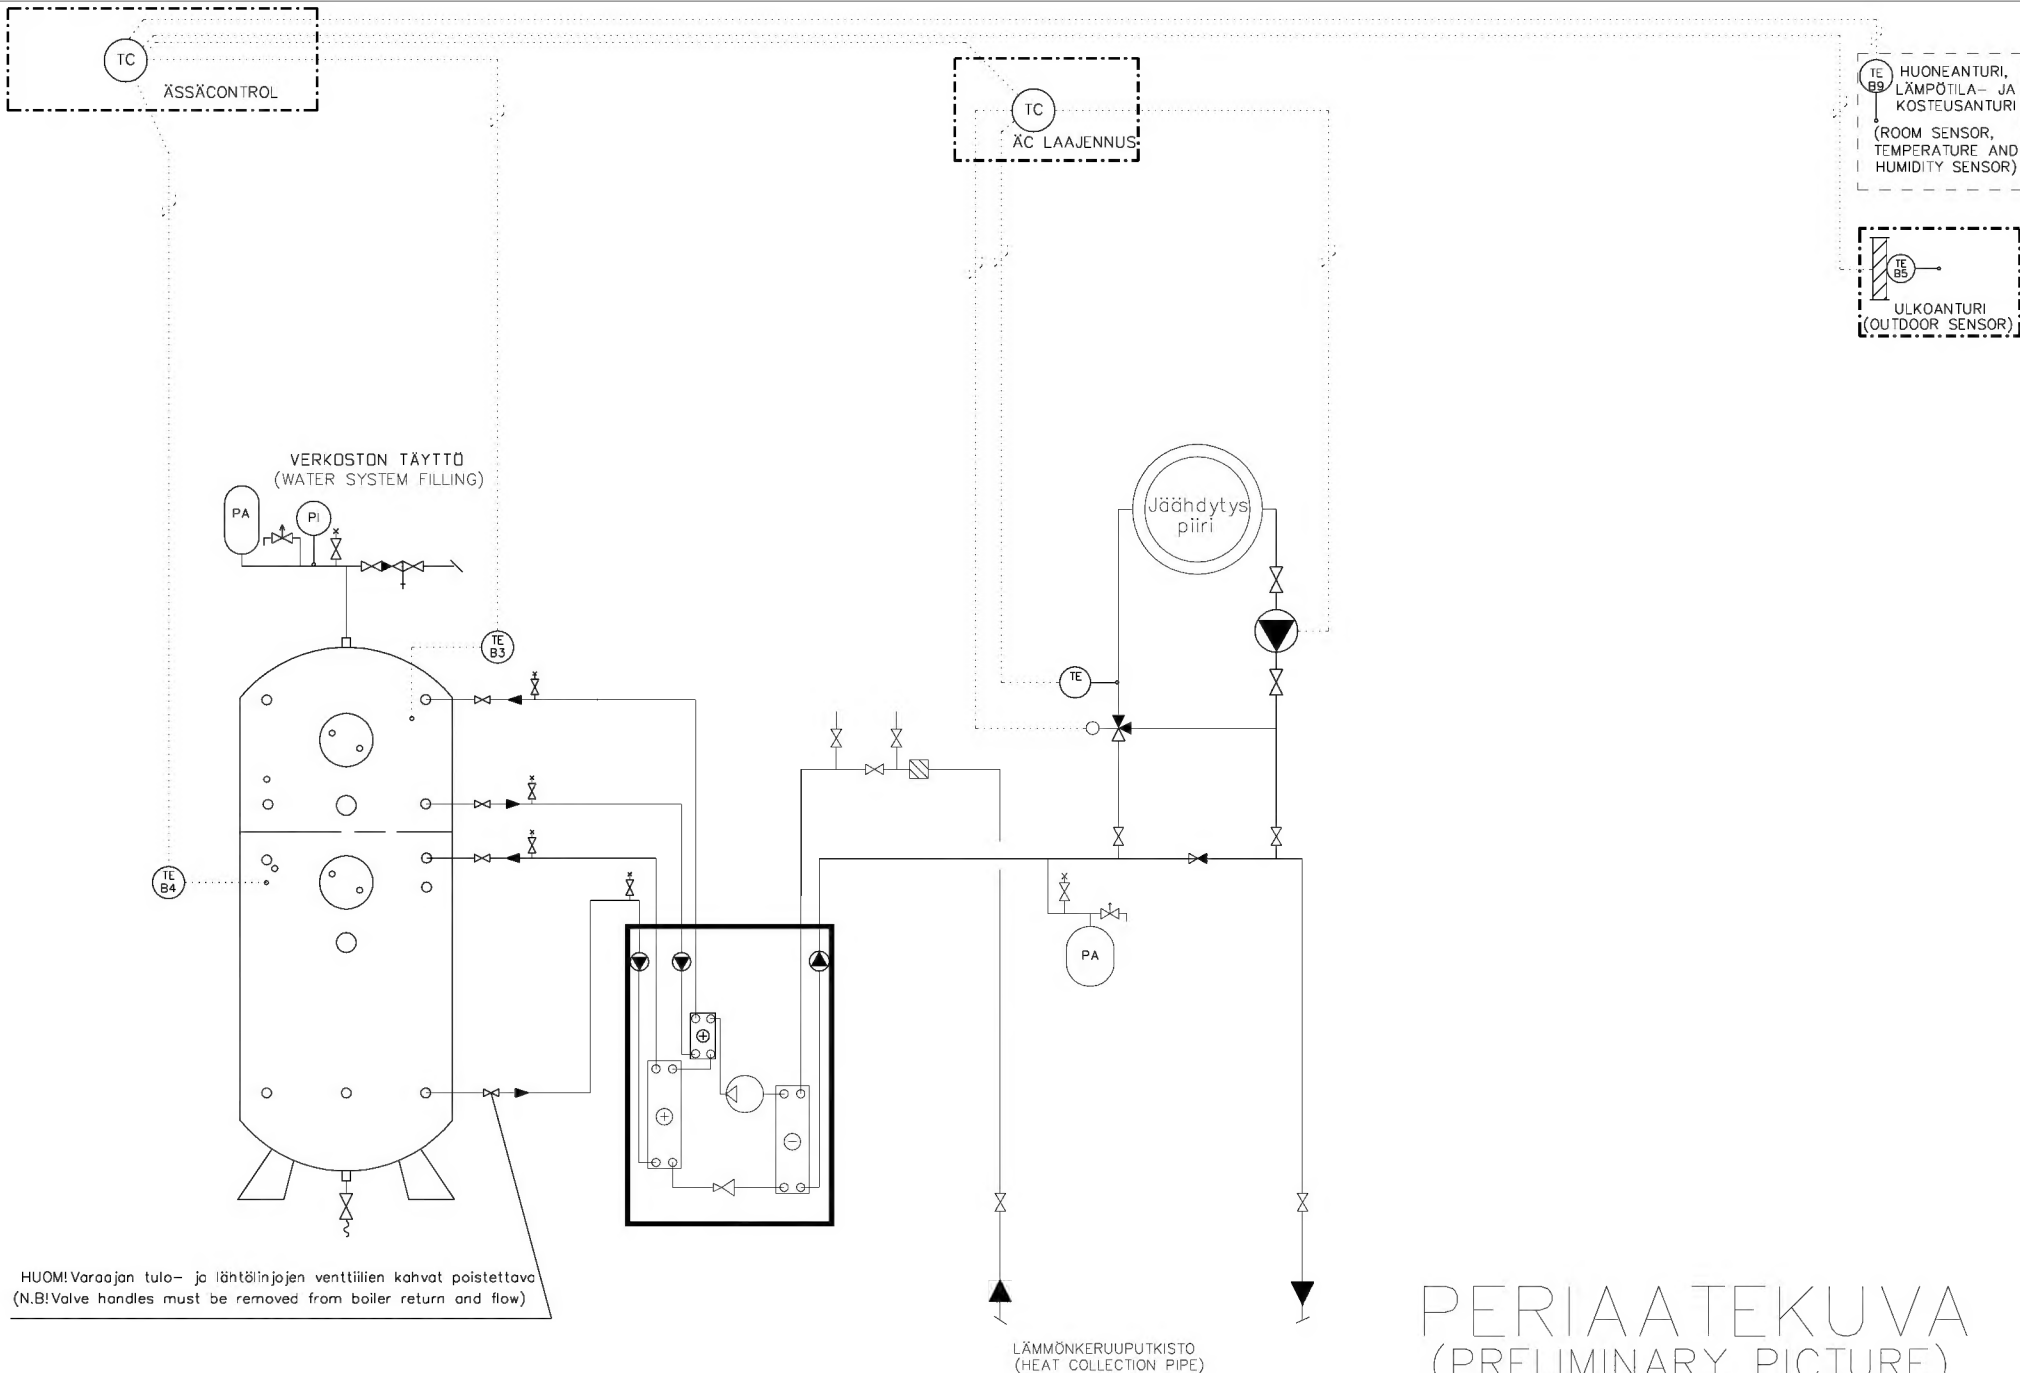 TC
ÄSSÄCONTROL
TC
ÄC LAAJENNUS
TE
B9
HUONEANTURI,
LÄMPÖTILA- JA
KOSTEUSANTURI
(ROOM SENSOR,
TEMPERATURE AND
HUMIDITY SENSOR)
TE
B5
ULKOANTURI
(OUTDOOR SENSOR)
VERKOSTON TÄYTTÖ
(WATER SYSTEM FILLING)
PA
PI
Jäähdytys
piiri
TE
B3
TE
TE
B4
PA
HUOM! Varaajan tulo- ja lähtölinjojen venttiilien kahvat poistettava
(N.B! Valve handles must be removed from boiler return and flow)
LÄMMÖNKERUUPUTKISTO
(HEAT COLLECTION PIPE)
PERIAATEKUVA
(PRELIMINARY PICTURE)